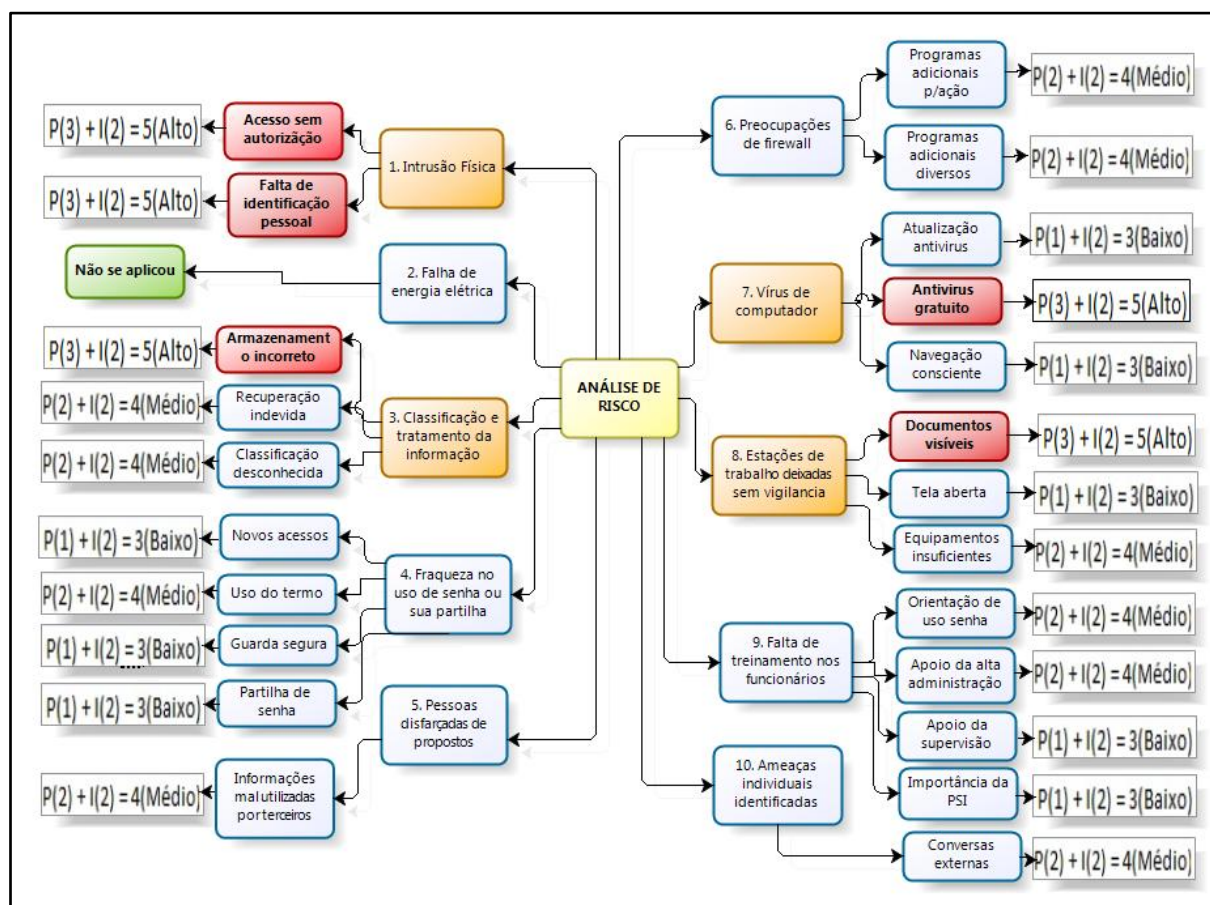 ANÁLISE DE
RISCO
1. Intrusão Física
Acesso sem
autorização
P(3) + I(2) = 5(Alto)
Falta de
identificação
pessoal
P(3) + I(2) = 5(Alto)
2. Falha de
energia elétrica
Não se aplicou
3. Classificação e
tratamento da
informação
Armazenament
o incorreto
P(3) + I(2) = 5(Alto)
Recuperação
indevida
P(2) + I(2) = 4(Médio)
Classificação
desconhecida
P(2) + I(2) = 4(Médio)
4. Fraqueza no
uso de senha ou
sua partilha
Novos acessos
P(1) + I(2) = 3(Baixo)
Uso do termo
P(2) + I(2) = 4(Médio)
Guarda segura
P(1) + I(2) = 3(Baixo)
Partilha de
senha
P(1) + I(2) = 3(Baixo)
5. Pessoas
disfarçadas de
propostos
Informações
mal utilizadas
por terceiros
P(2) + I(2) = 4(Médio)
6. Preocupações
de firewall
Programas
adicionais
p/ação
P(2) + I(2) = 4(Médio)
Programas
adicionais
diversos
P(2) + I(2) = 4(Médio)
7. Vírus de
computador
Atualização
antivirus
P(1) + I(2) = 3(Baixo)
Antivirus
gratuito
P(3) + I(2) = 5(Alto)
Navegação
consciente
P(1) + I(2) = 3(Baixo)
8. Estações de
trabalho deixadas
sem vigilancia
Documentos
visíveis
P(3) + I(2) = 5(Alto)
Tela aberta
P(1) + I(2) = 3(Baixo)
Equipamentos
insuficientes
P(2) + I(2) = 4(Médio)
9. Falta de
treinamento nos
funcionários
Orientação de
uso senha
P(2) + I(2) = 4(Médio)
Apoio da alta
administração
P(2) + I(2) = 4(Médio)
Apoio da
supervisão
P(1) + I(2) = 3(Baixo)
Importância da
PSI
P(1) + I(2) = 3(Baixo)
10. Ameaças
individuais
identificadas
Conversas
externas
P(2) + I(2) = 4(Médio)